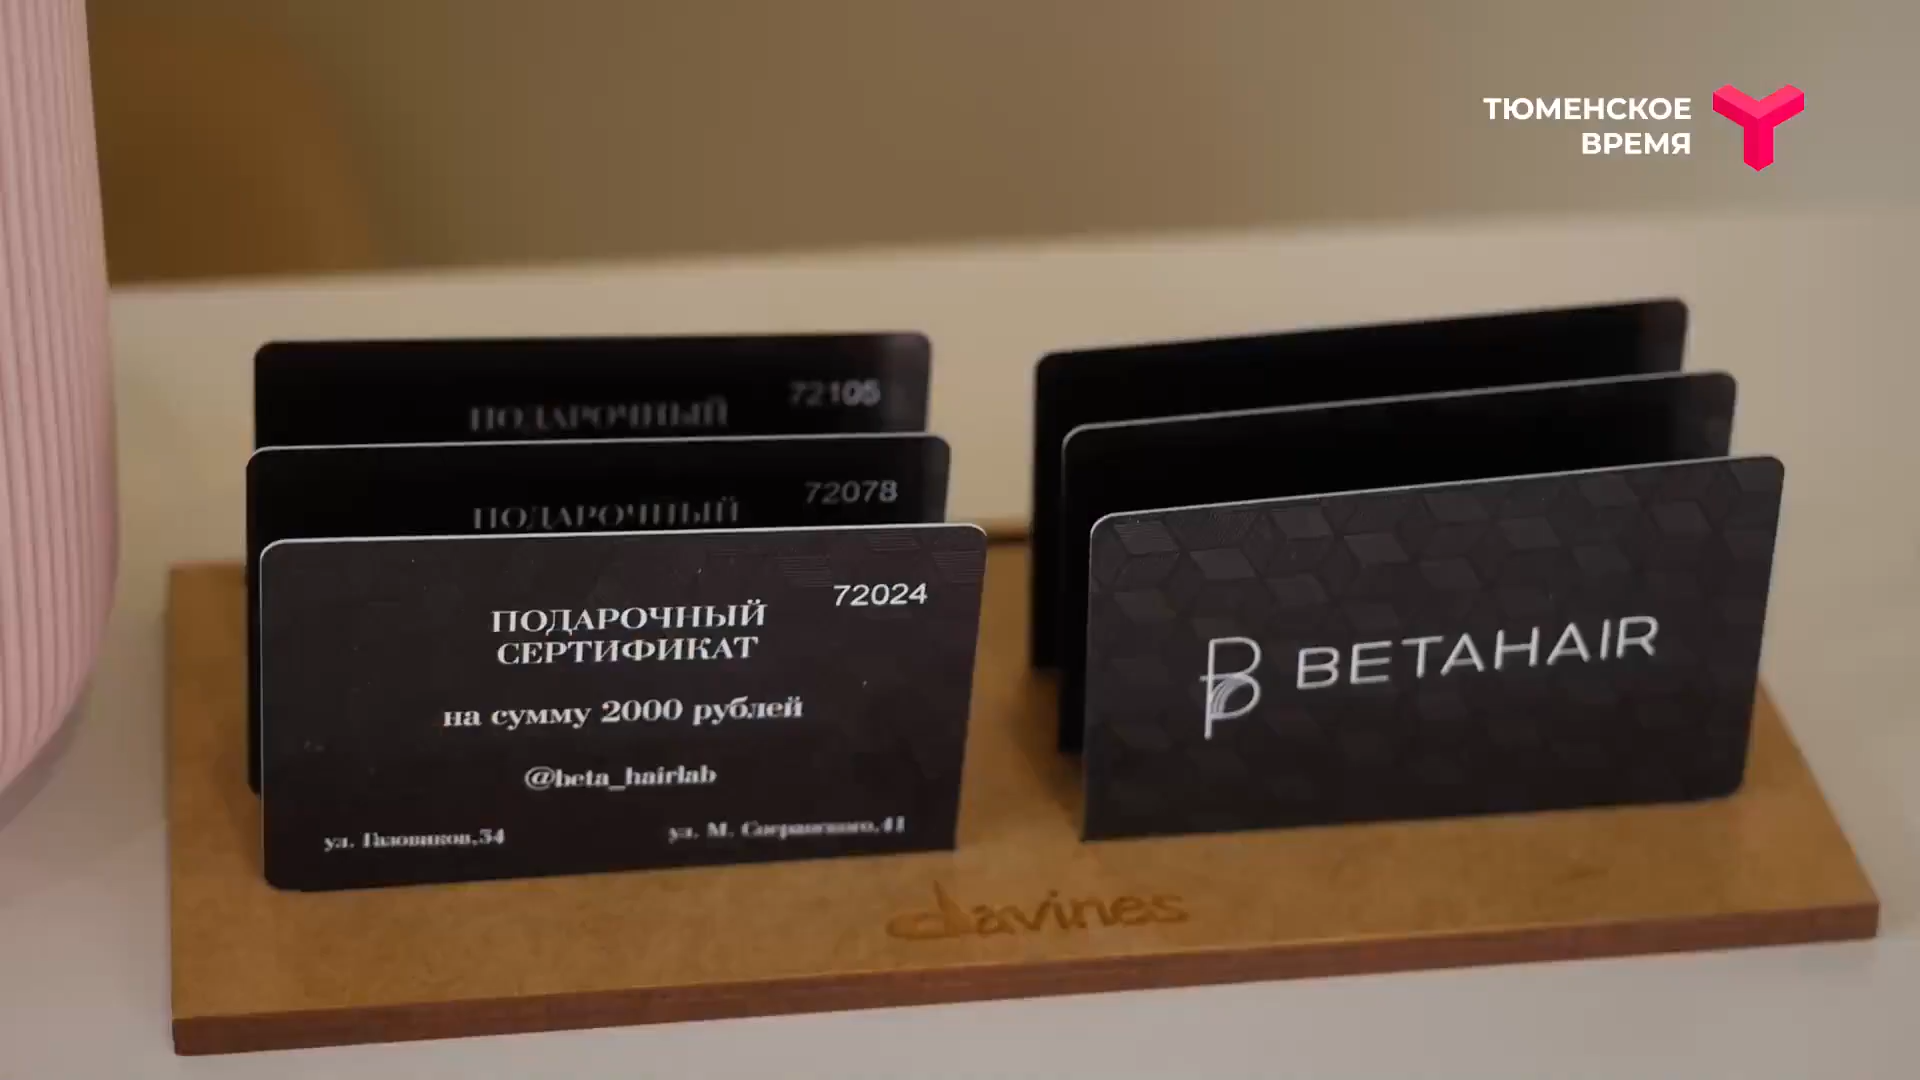 ТЮМЕНСКОЕ
ВРЕМЯ
72105
ПОДАРОЧНЫЙ
72078
ПОДАРОЧНЫЙ
72024
ПОДАРОЧНЫЙ
СЕРТИФИКАТ
на сумму 2000 рублей
@beta_hairlab
ул. Газовиков,34
ул. М. Сперанского,41
BETAHAIR
davines